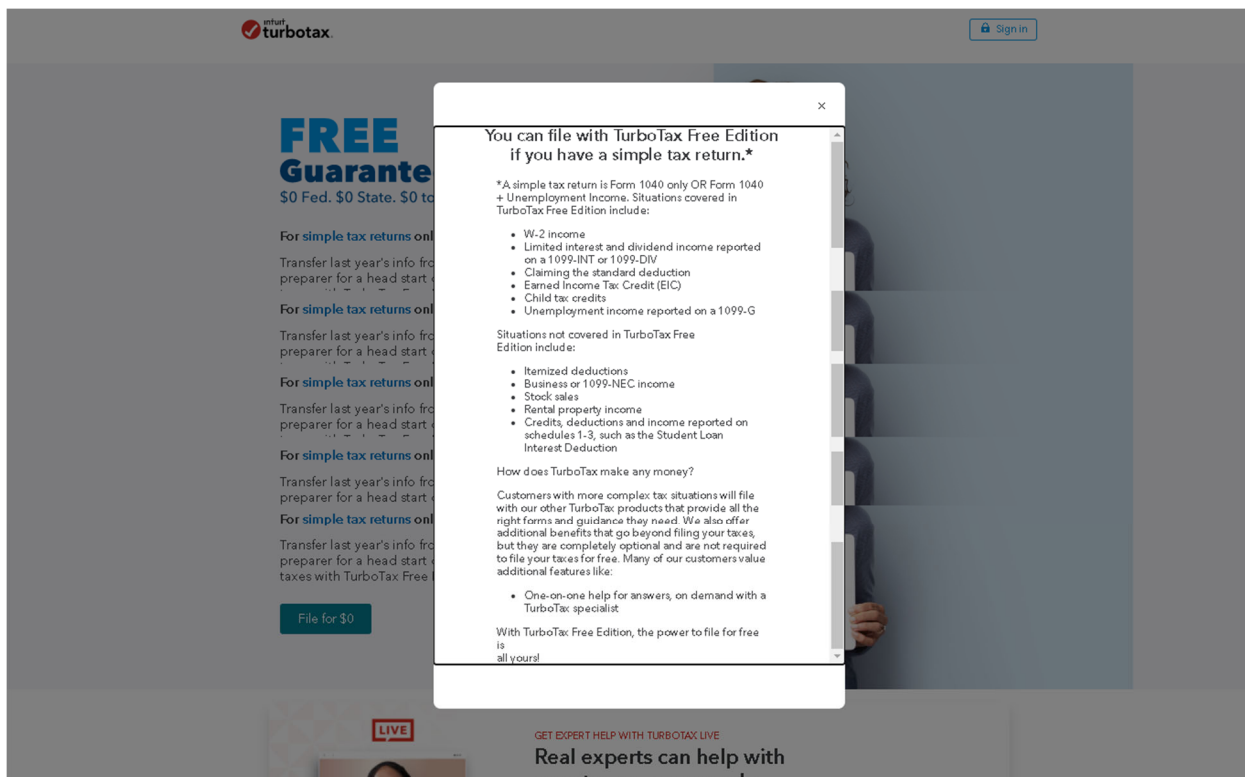 intuit
turbotax.
Sign in
FREE
Guarante
$0 Fed. $0 State. $0 to
For simple tax returns onl
Transfer last year's info fro
preparer for a head start
For simple tax returns onl
Transfer last year's info fro
preparer for a head start
For simple tax returns onl
Transfer last year's info fro
preparer for a head start
For simple tax returns onl
Transfer last year's info fro
preparer for a head start
For simple tax returns onl
Transfer last year's info fro
preparer for a head start
taxes with TurboTax Free
File for $0
×
You can file with TurboTax Free Edition
if you have a simple tax return.*
*A simple tax return is Form 1040 only OR Form 1040
+ Unemployment Income. Situations covered in
TurboTax Free Edition include:
• W-2 income
• Limited interest and dividend income reported
on a 1099-INT or 1099-DIV
• Claiming the standard deduction
• Earned Income Tax Credit (EIC)
• Child tax credits
• Unemployment income reported on a 1099-G
Situations not covered in TurboTax Free
Edition include:
• Itemized deductions
• Business or 1099-NEC income
• Stock sales
• Rental property income
• Credits, deductions and income reported on
schedules 1-3, such as the Student Loan
Interest Deduction
How does TurboTax make any money?
Customers with more complex tax situations will file
with our other TurboTax products that provide all the
right forms and guidance they need. We also offer
additional benefits that go beyond filing your taxes,
but they are completely optional and are not required
to file your taxes for free. Many of our customers value
additional features like:
• One-on-one help for answers, on demand with a
TurboTax specialist
With TurboTax Free Edition, the power to file for free
is
all yours!
LIVE
GET EXPERT HELP WITH TURBOTAX LIVE
Real experts can help with